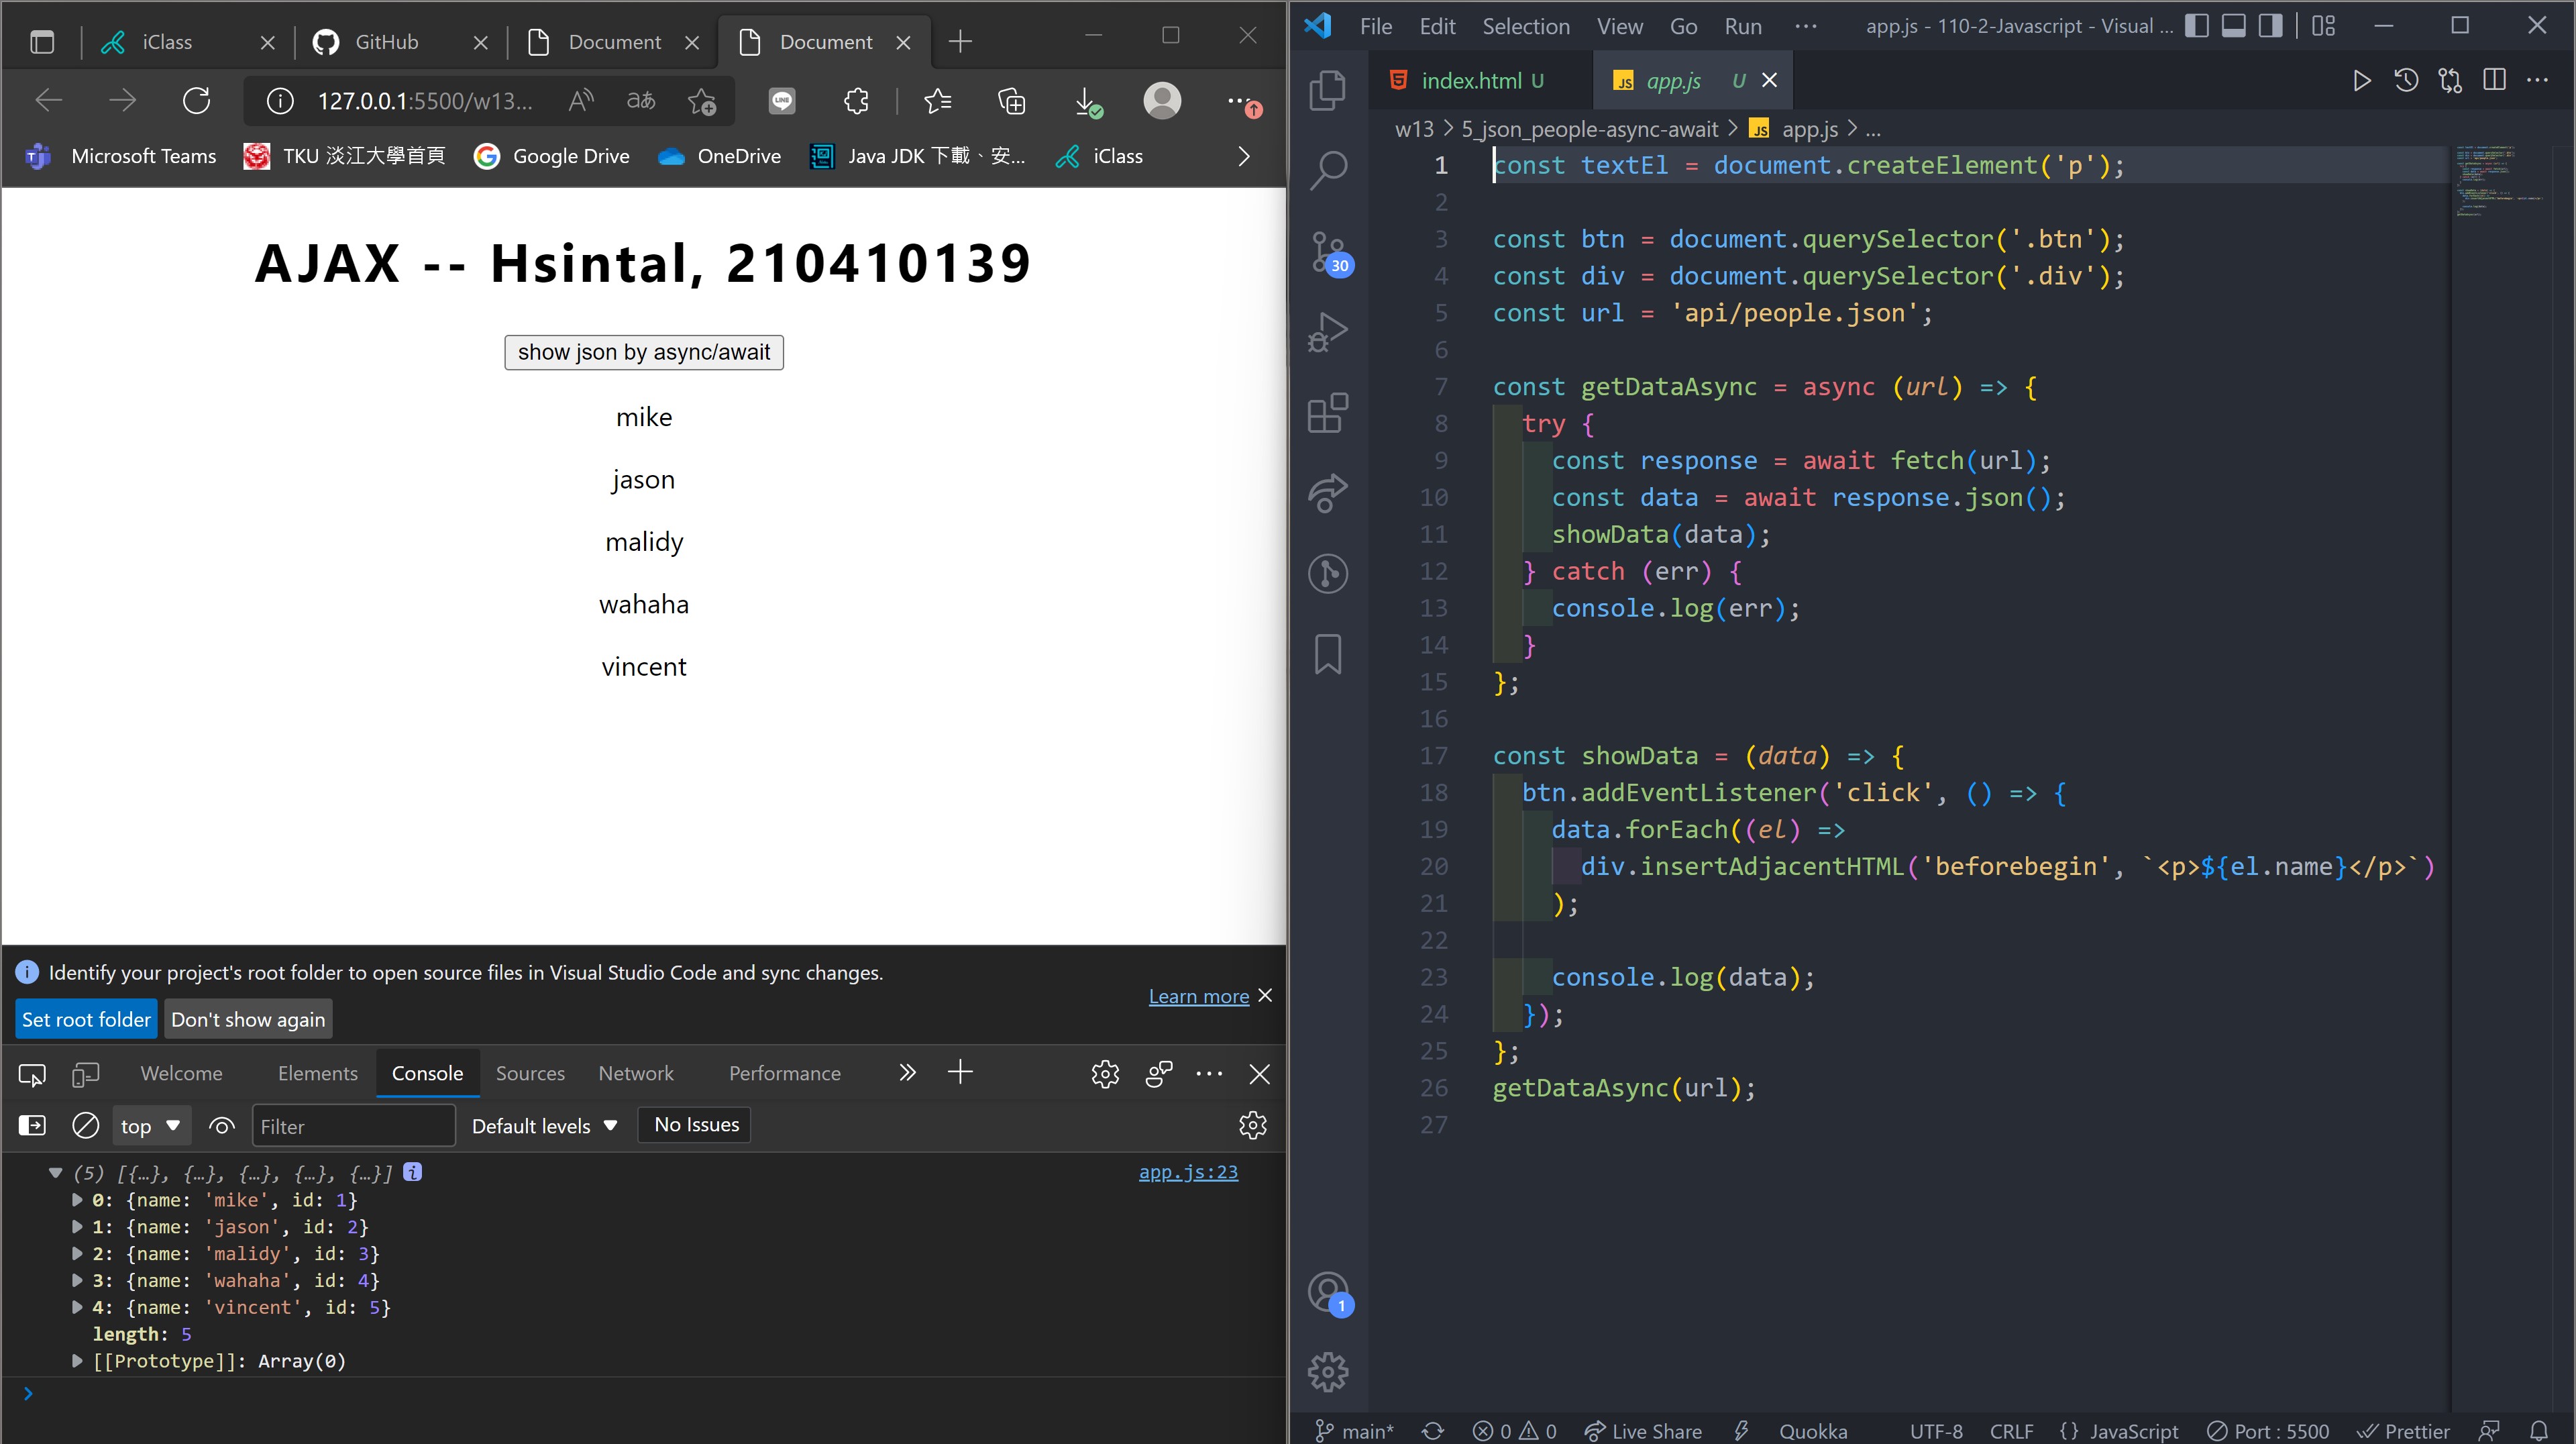 iClass
GitHub
Document
Document
127.0.0.1:5500/w13...
Microsoft Teams
TKU 淡江大學首頁
Google Drive
OneDrive
Java JDK 下載、安...
iClass
AJAX -- Hsintal, 210410139
show json by async/await
mike
jason
malidy
wahaha
vincent
Identify your project's root folder to open source files in Visual Studio Code and sync changes.
Learn more
Set root folder
Don't show again
Welcome
Elements
Console
Sources
Network
Performance
top
Filter
Default levels
No Issues
(5) [{…}, {…}, {…}, {…}, {…}]
app.js:23
0: {name: 'mike', id: 1}
1: {name: 'jason', id: 2}
2: {name: 'malidy', id: 3}
3: {name: 'wahaha', id: 4}
4: {name: 'vincent', id: 5}
length: 5
[[Prototype]]: Array(0)
File Edit Selection View Go Run ···
app.js - 110-2-Javascript - Visual ...
index.html U
JS app.js U
w13 > 5_json_people-async-await > JS app.js > ...
30
1
1 const textEl = document.createElement('p');
2
3 const btn = document.querySelector('.btn');
4 const div = document.querySelector('.div');
5 const url = 'api/people.json';
6
7 const getDataAsync = async (url) => {
8 try {
9 const response = await fetch(url);
10 const data = await response.json();
11 showData(data);
12 } catch (err) {
13 console.log(err);
14 }
15 };
16
17 const showData = (data) => {
18 btn.addEventListener('click', () => {
19 data.forEach((el) =>
20 div.insertAdjacentHTML('beforebegin', `<p>${el.name}</p>`)
21 );
22
23 console.log(data);
24 });
25 };
26 getDataAsync(url);
27
main*
0 0
Live Share
Quokka
UTF-8
CRLF
{} JavaScript
Port : 5500
Prettier